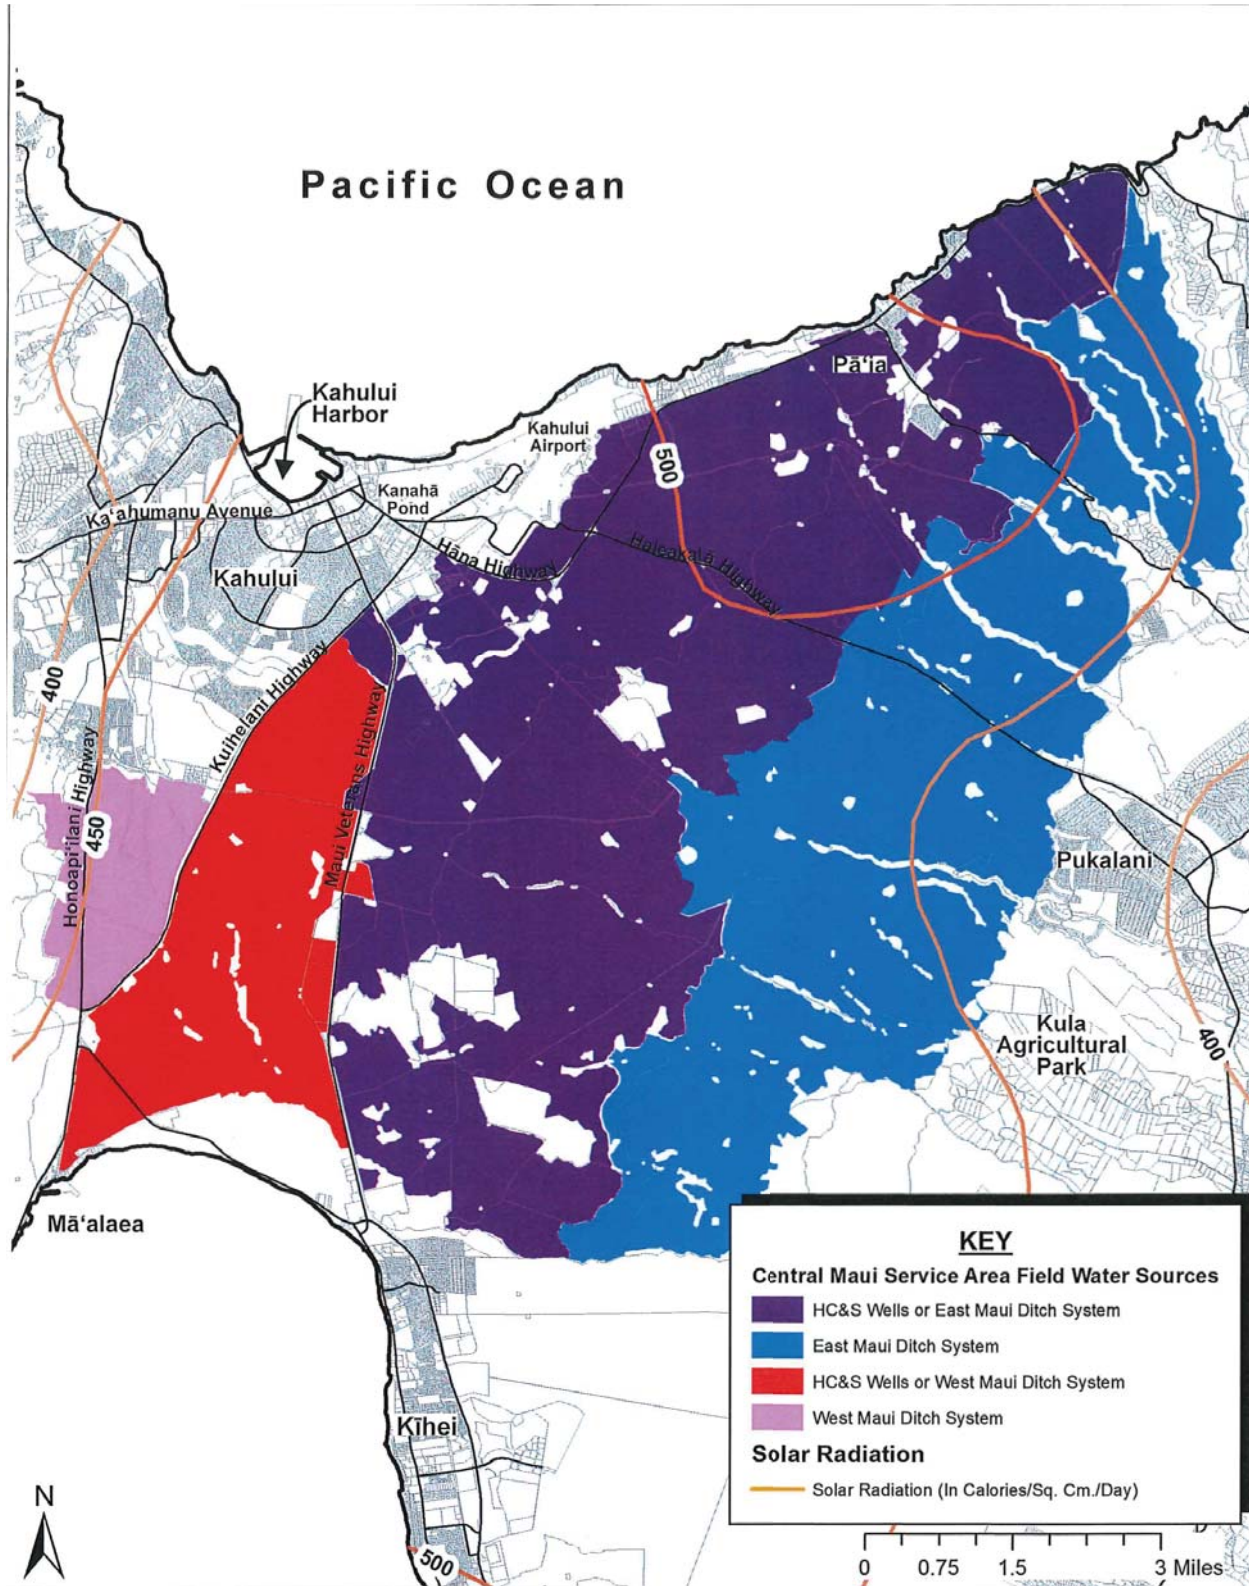 Pacific Ocean
Kahului
Harbor
Pā‘ia
Kahului
Airport
500
Kanahā
Pond
Ka‘ahumanu Avenue
Hāna Highway
Haleakalā Highway
Kahului
Kuihelani Highway
400
Maui Veterans Highway
Honoapi‘ilani Highway
450
Pukalani
Kula
Agricultural
Park
400
Mā‘alaea
KEY
Central Maui Service Area Field Water Sources
HC&S Wells or East Maui Ditch System
East Maui Ditch System
HC&S Wells or West Maui Ditch System
West Maui Ditch System
Solar Radiation
Solar Radiation (In Calories/Sq. Cm./Day)
Kīhei
N
500
0 0.75 1.5 3 Miles